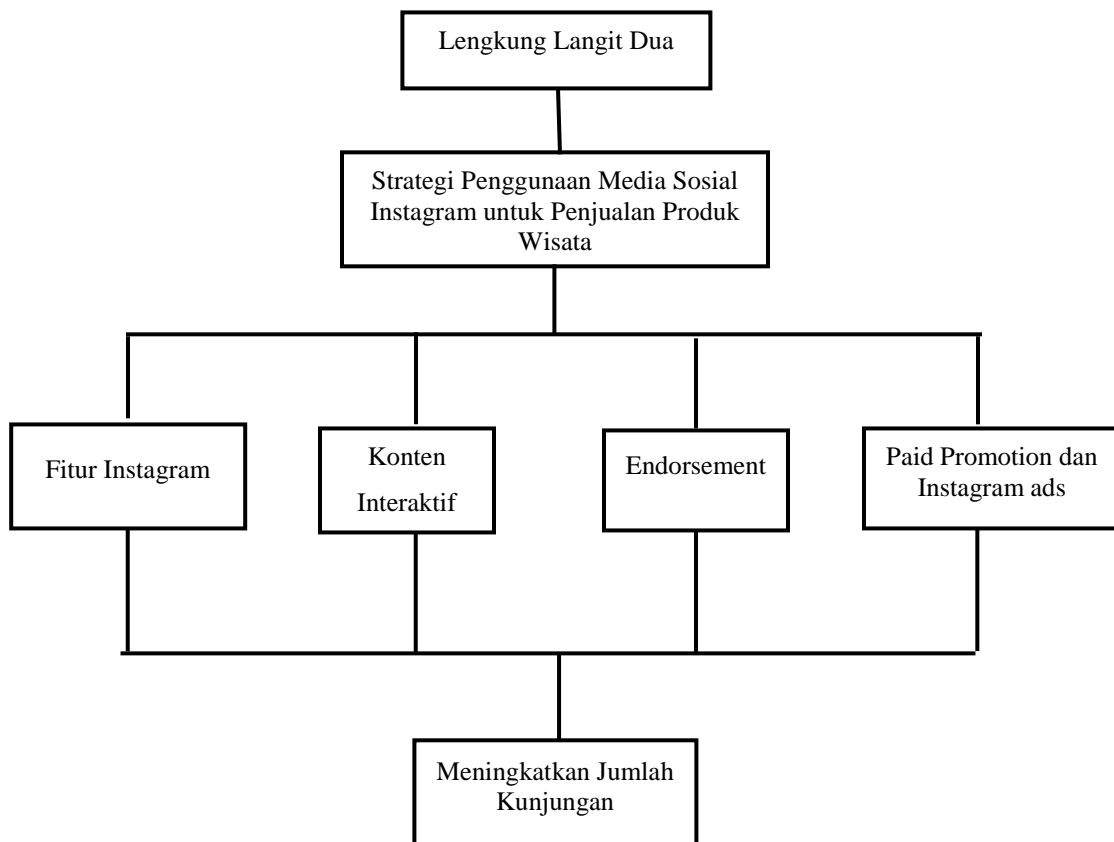 Lengkung Langit Dua
Strategi Penggunaan Media Sosial
Instagram untuk Penjualan Produk
Wisata
Fitur Instagram
Konten
Interaktif
Endorsement
Paid Promotion dan
Instagram ads
Meningkatkan Jumlah
Kunjungan